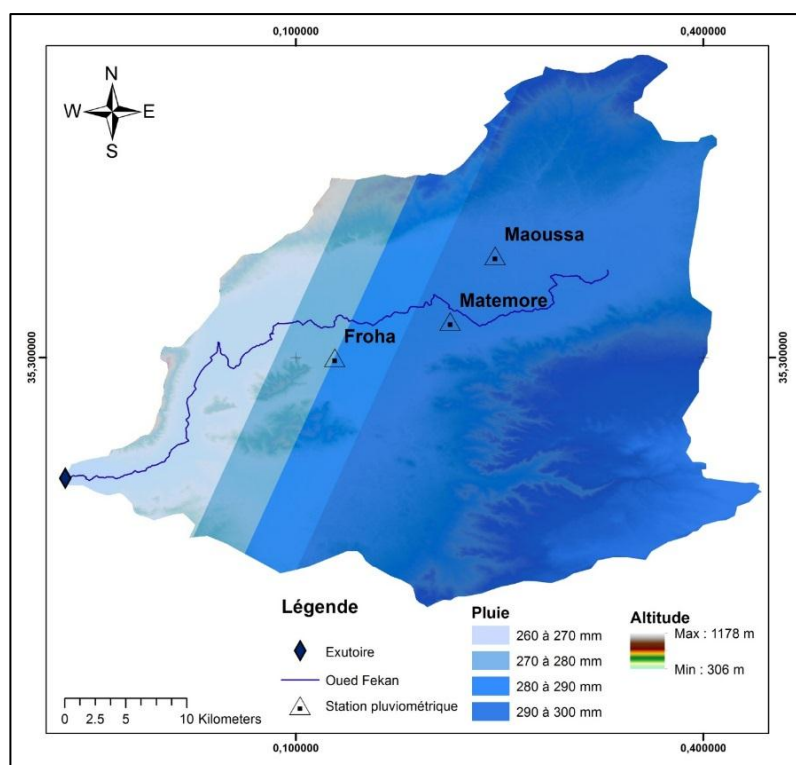 0,100000 0,400000
N
W E
S
Maoussa
Matemore
Froha
35,300000 35,300000
Légende
Exutoire
Oued Fekan
Station pluviométrique
Pluie
260 à 270 mm
270 à 280 mm
280 à 290 mm
290 à 300 mm
Altitude
Max : 1178 m
Min : 306 m
0 2.5 5 10 Kilometers
0,100000 0,400000